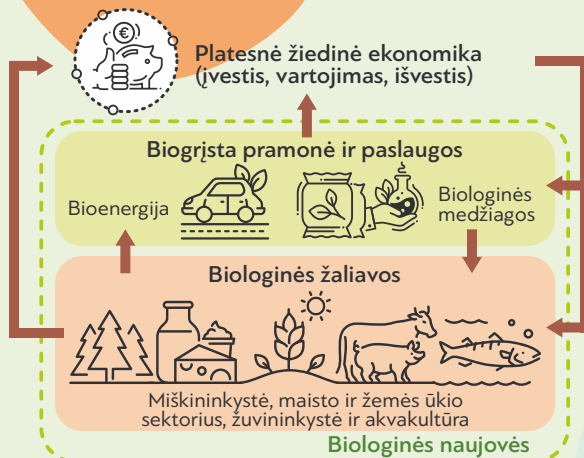 €
Platesnė žiedinė ekonomika
(įvestis, vartojimas, išvestis)
Biogrįsta pramonė ir paslaugos
Bioenergija
Biologinės
medžiagos
Biologinės žaliavos
Miškininkystė, maisto ir žemės ūkio
sektorius, žuvininkystė ir akvakultūra
Biologinės naujovės